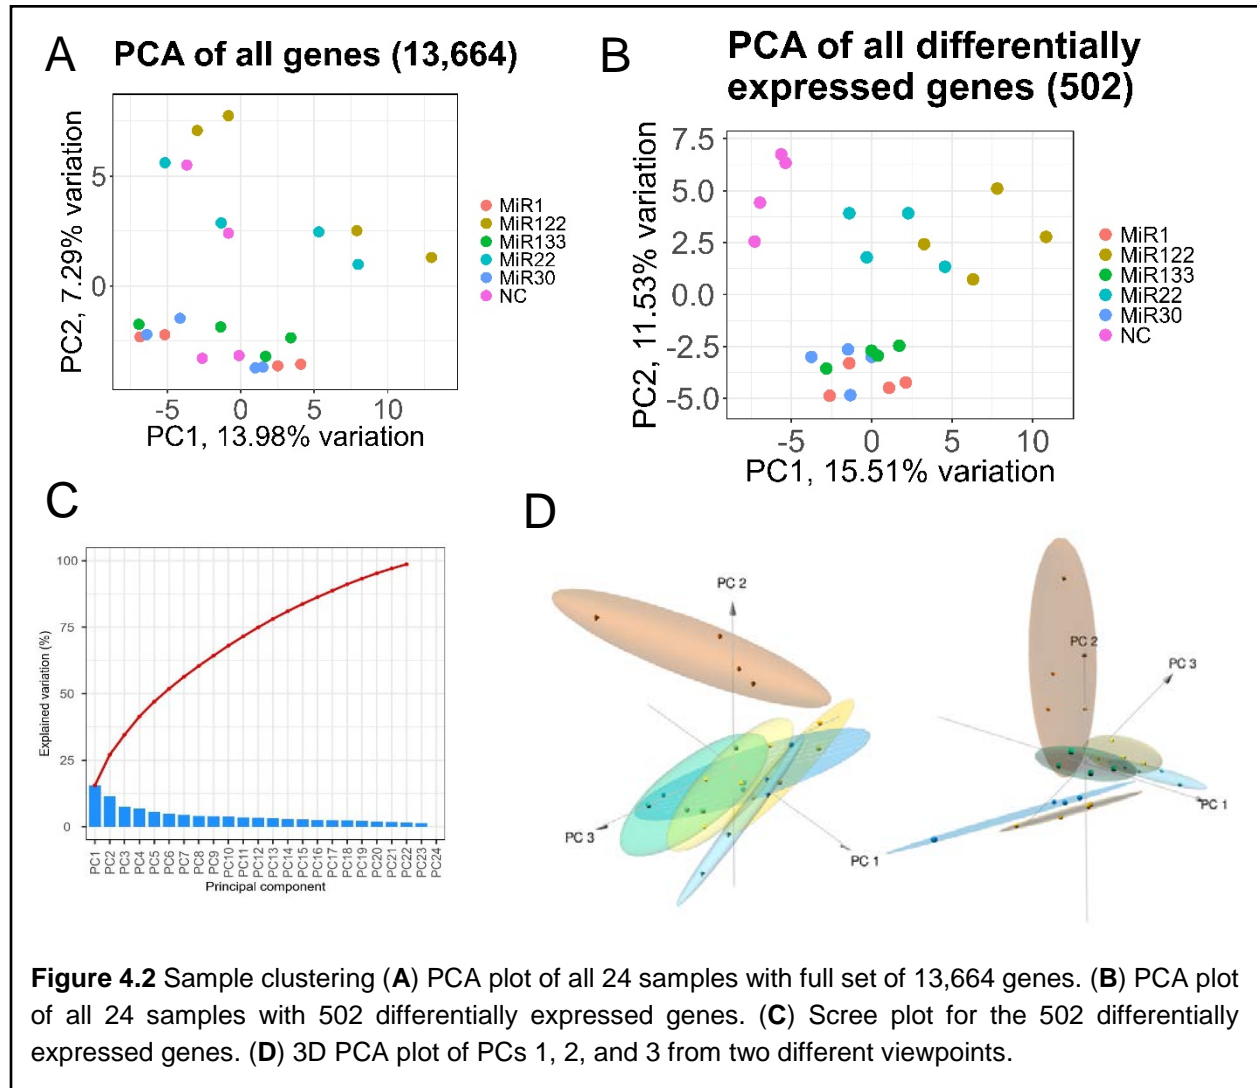 A
PCA of all genes (13,664)
PC2, 7.29% variation
5
0
-5
0
5
10
PC1, 13.98% variation
MiR1
MiR122
MiR133
MiR22
MiR30
NC
B
PCA of all differentially
expressed genes (502)
PC2, 11.53% variation
7.5
5.0
2.5
0.0
-2.5
-5.0
-5
0
5
10
PC1, 15.51% variation
MiR1
MiR122
MiR133
MiR22
MiR30
NC
C
Explained variation (%)
100
75
50
25
0
PC1
PC2
PC3
PC4
PC5
PC6
PC7
PC8
PC9
PC10
PC11
PC12
PC13
PC14
PC15
PC16
PC17
PC18
PC19
PC20
PC21
PC22
PC23
PC24
Principal component
D
PC 2
PC 3
PC 1
PC 2
PC 3
PC 1
Figure 4.2 Sample clustering (A) PCA plot of all 24 samples with full set of 13,664 genes. (B) PCA plot
of all 24 samples with 502 differentially expressed genes. (C) Scree plot for the 502 differentially
expressed genes. (D) 3D PCA plot of PCs 1, 2, and 3 from two different viewpoints.